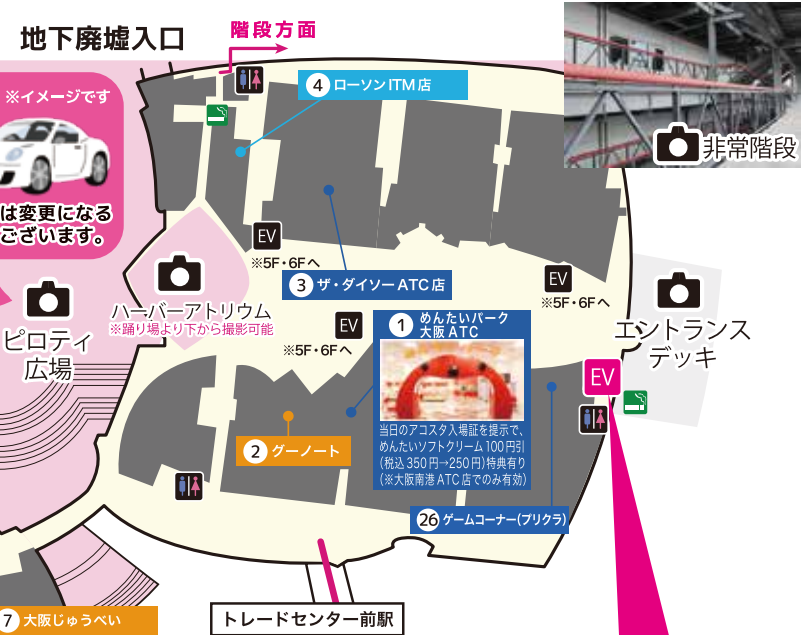 地下廃墟入口
階段方面
※イメージです
は変更になる
ございます。
4 ローソンITM店
非常階段
EV
※5F・6Fへ
3 ザ・ダイソーATC店
EV
※5F・6Fへ
ハーバーアトリウム
※踊り場より下から撮影可能
ピロティ
広場
EV
※5F・6Fへ
1 めんたいパーク
大阪ATC
当日のアコスタ入場証を提示で、
めんたいソフトクリーム100円引
(税込350円→250円)特典有り
(※大阪南港ATC店でのみ有効)
エントランス
デッキ
EV
2 グーノート
26 ゲームコーナー(プリクラ)
7 大阪じゅうべい
トレードセンター前駅